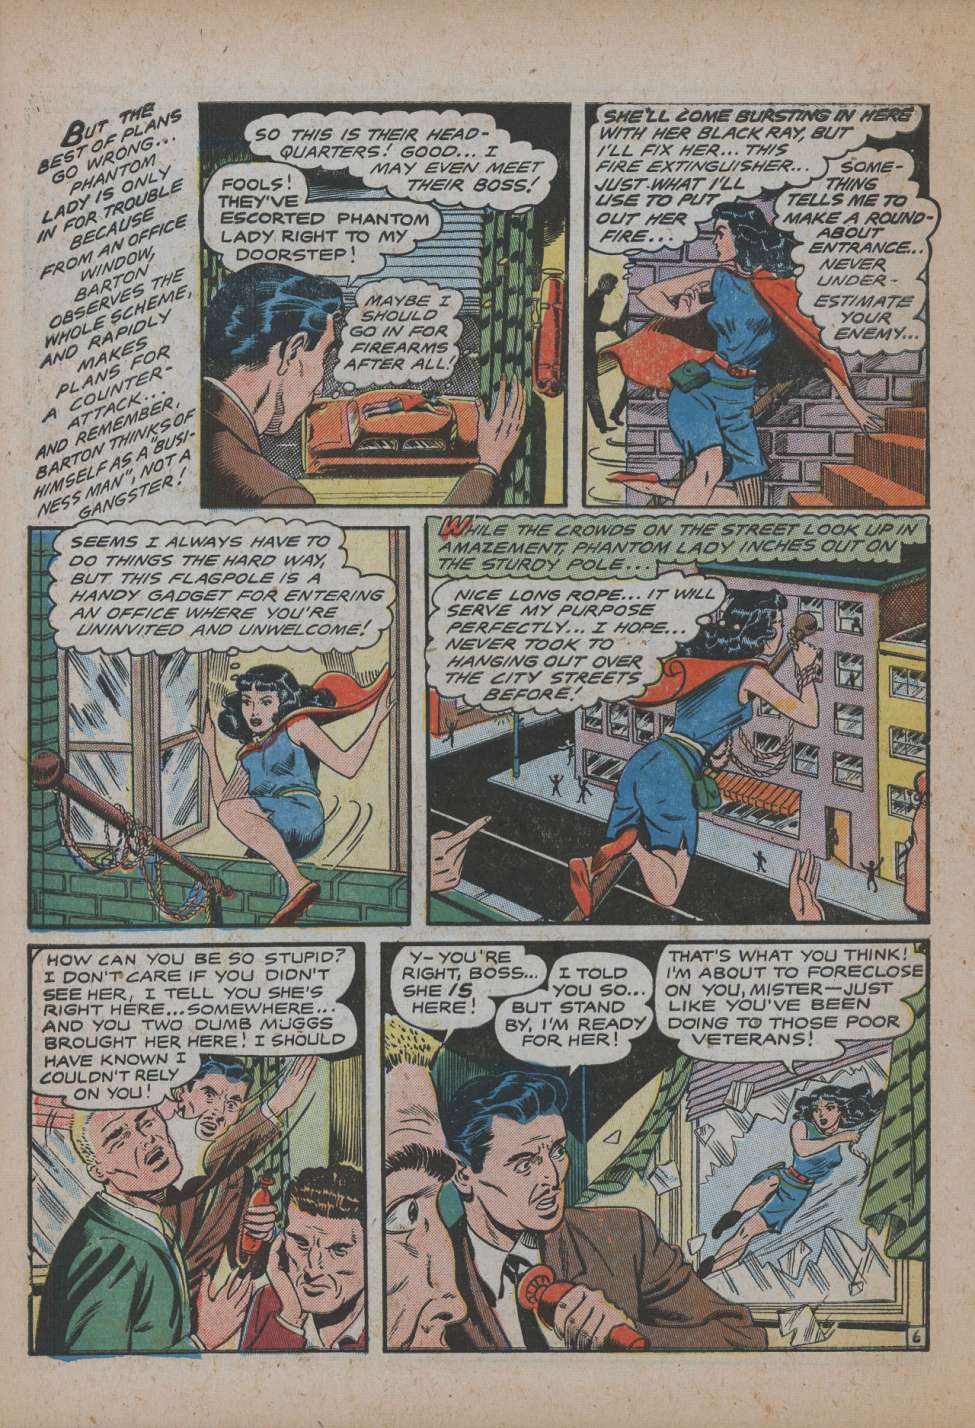 BUT THE
BEST OF PLANS
GO WRONG...
PHANTOM
LADY IS ONLY
IN FOR TROUBLE
BECAUSE
FROM AN OFFICE
WINDOW,
BARTON
OBSERVES THE
WHOLE SCHEME,
AND RAPIDLY
MAKES
PLANS FOR
A COUNTER-
ATTACK...
AND REMEMBER,
BARTON THINKS OF
HIMSELF AS A "BUSI-
NESS MAN", NOT A
GANGSTER!
SO THIS IS THEIR HEAD-
QUARTERS! GOOD... I
MAY EVEN MEET
THEIR BOSS!
FOOLS!
THEY'VE
ESCORTED PHANTOM
LADY RIGHT TO MY
DOORSTEP!
MAYBE I
SHOULD
GO IN FOR
FIREARMS
AFTER ALL!
SHE'LL COME BURSTING IN HERE
WITH HER BLACK RAY, BUT
I'LL FIX HER... THIS
FIRE EXTINGUISHER...
JUST WHAT I'LL
USE TO PUT
OUT HER
FIRE...
SOME-
THING
TELLS ME TO
MAKE A ROUND-
ABOUT
ENTRANCE...
NEVER
UNDER-
ESTIMATE
YOUR
ENEMY...
SEEMS I ALWAYS HAVE TO
DO THINGS THE HARD WAY,
BUT THIS FLAGPOLE IS A
HANDY GADGET FOR ENTERING
AN OFFICE WHERE YOU'RE
UNINVITED AND UNWELCOME!
WHILE THE CROWDS ON THE STREET LOOK UP IN
AMAZEMENT, PHANTOM LADY INCHES OUT ON
THE STURDY POLE...
NICE LONG ROPE... IT WILL
SERVE MY PURPOSE
PERFECTLY... I HOPE...
NEVER TOOK TO
HANGING OUT OVER
THE CITY STREETS
BEFORE!
HOW CAN YOU BE SO STUPID?
I DON'T CARE IF YOU DIDN'T
SEE HER, I TELL YOU SHE'S
RIGHT HERE...SOMEWHERE...
AND YOU TWO DUMB MUGGS
BROUGHT HER HERE! I SHOULD
HAVE KNOWN I
COULDN'T RELY
ON YOU!
Y-YOU'RE
RIGHT, BOSS...
SHE IS
HERE!
I TOLD
YOU SO...
BUT STAND
BY, I'M READY
FOR HER!
THAT'S WHAT YOU THINK!
I'M ABOUT TO FORECLOSE
ON YOU, MISTER—JUST
LIKE YOU'VE BEEN
DOING TO THOSE POOR
VETERANS!
6